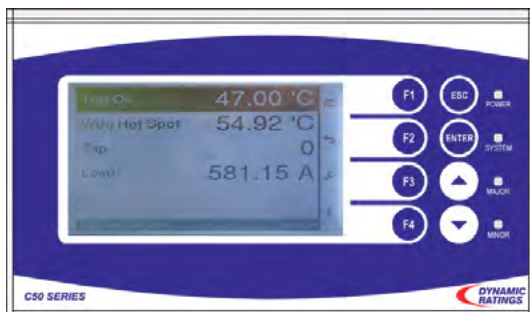 Top Oil 47.00 °C
Wdg Hot Spot 54.92 °C
Tap 0
Load 581.15 A
F1
ESC
POWER
F2
ENTER
SYSTEM
F3
MAJOR
F4
MINOR
C50 SERIES
DYNAMIC
RATINGS